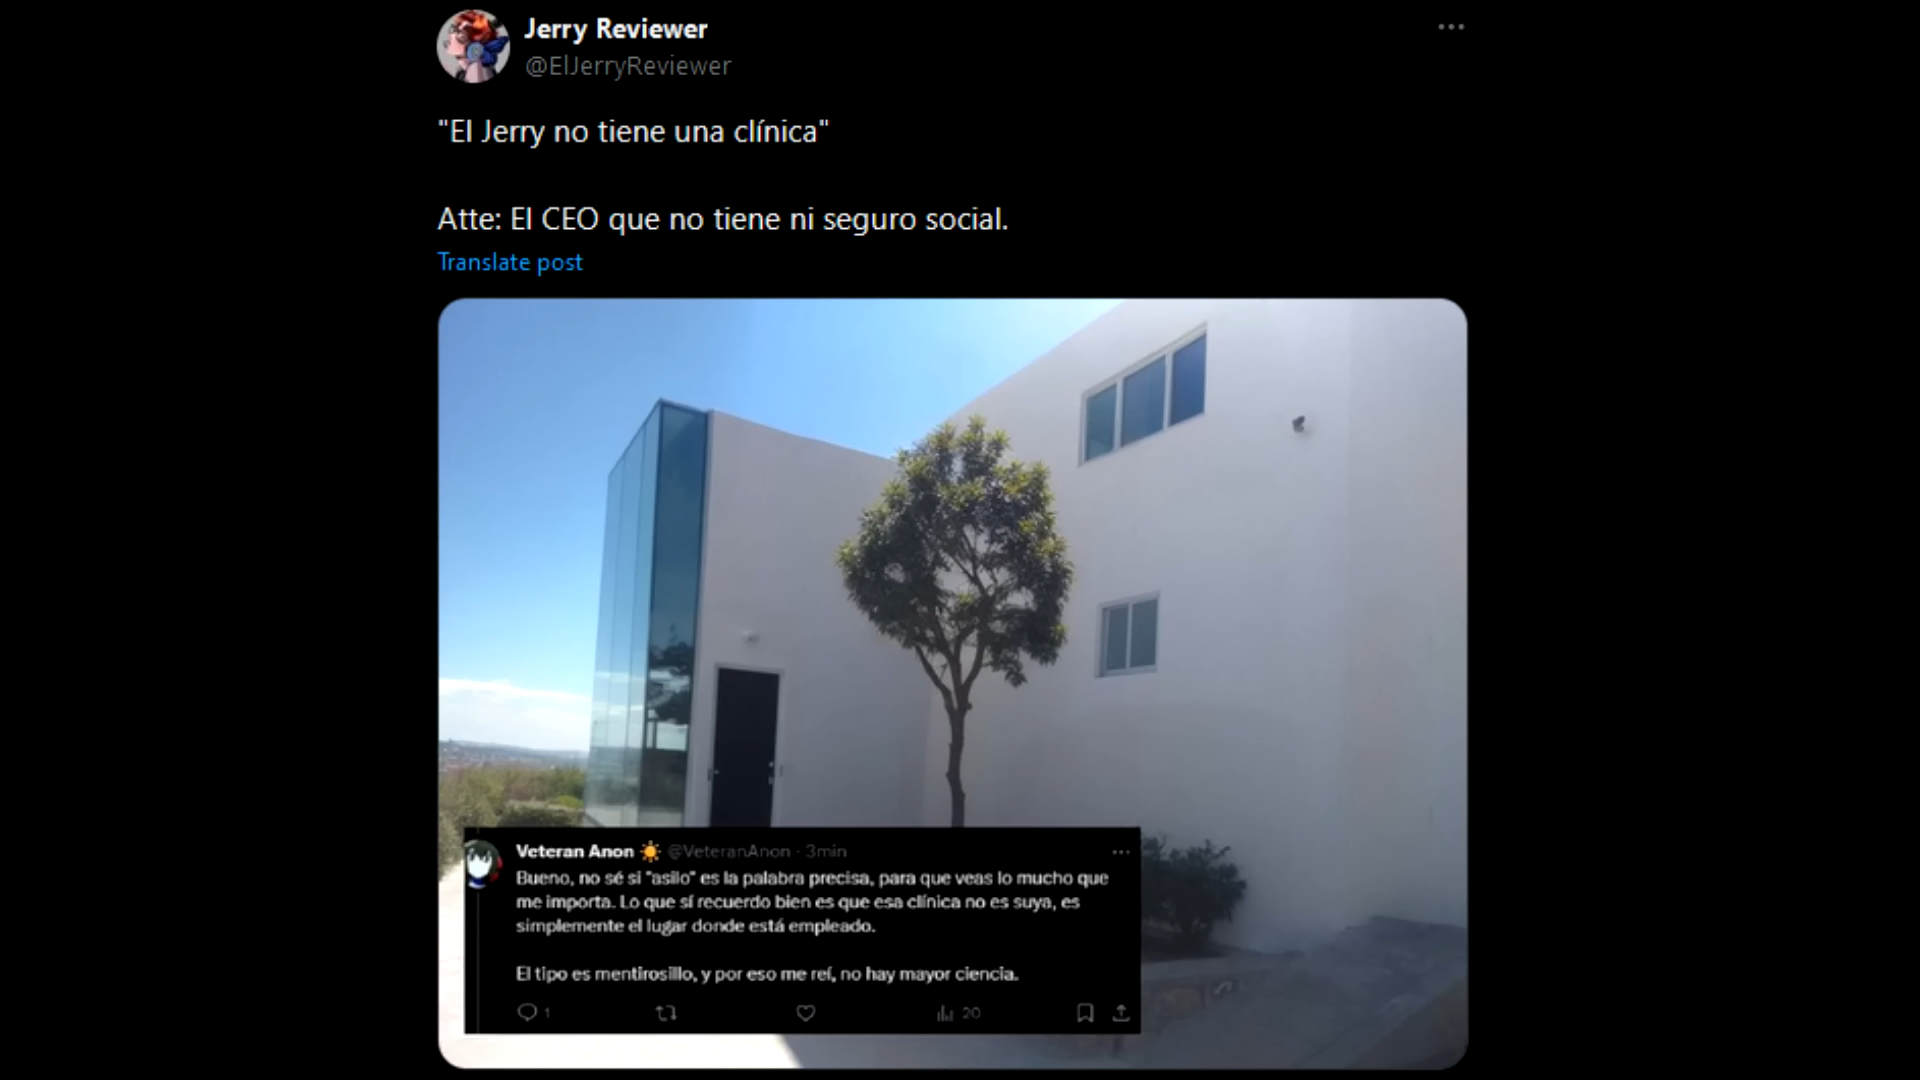 Jerry Reviewer
@ElJerryReviewer
"El Jerry no tiene una clínica"
Atte: El CEO que no tiene ni seguro social.
Translate post
Veteran Anon @VeteranAnon · 3min
Bueno, no sé si "asilo" es la palabra precisa, para que veas lo mucho que
me importa. Lo que sí recuerdo bien es que esa clínica no es suya, es
simplemente el lugar donde está empleado.
El tipo es mentirosillo, y por eso me reí, no hay mayor ciencia.
1
20